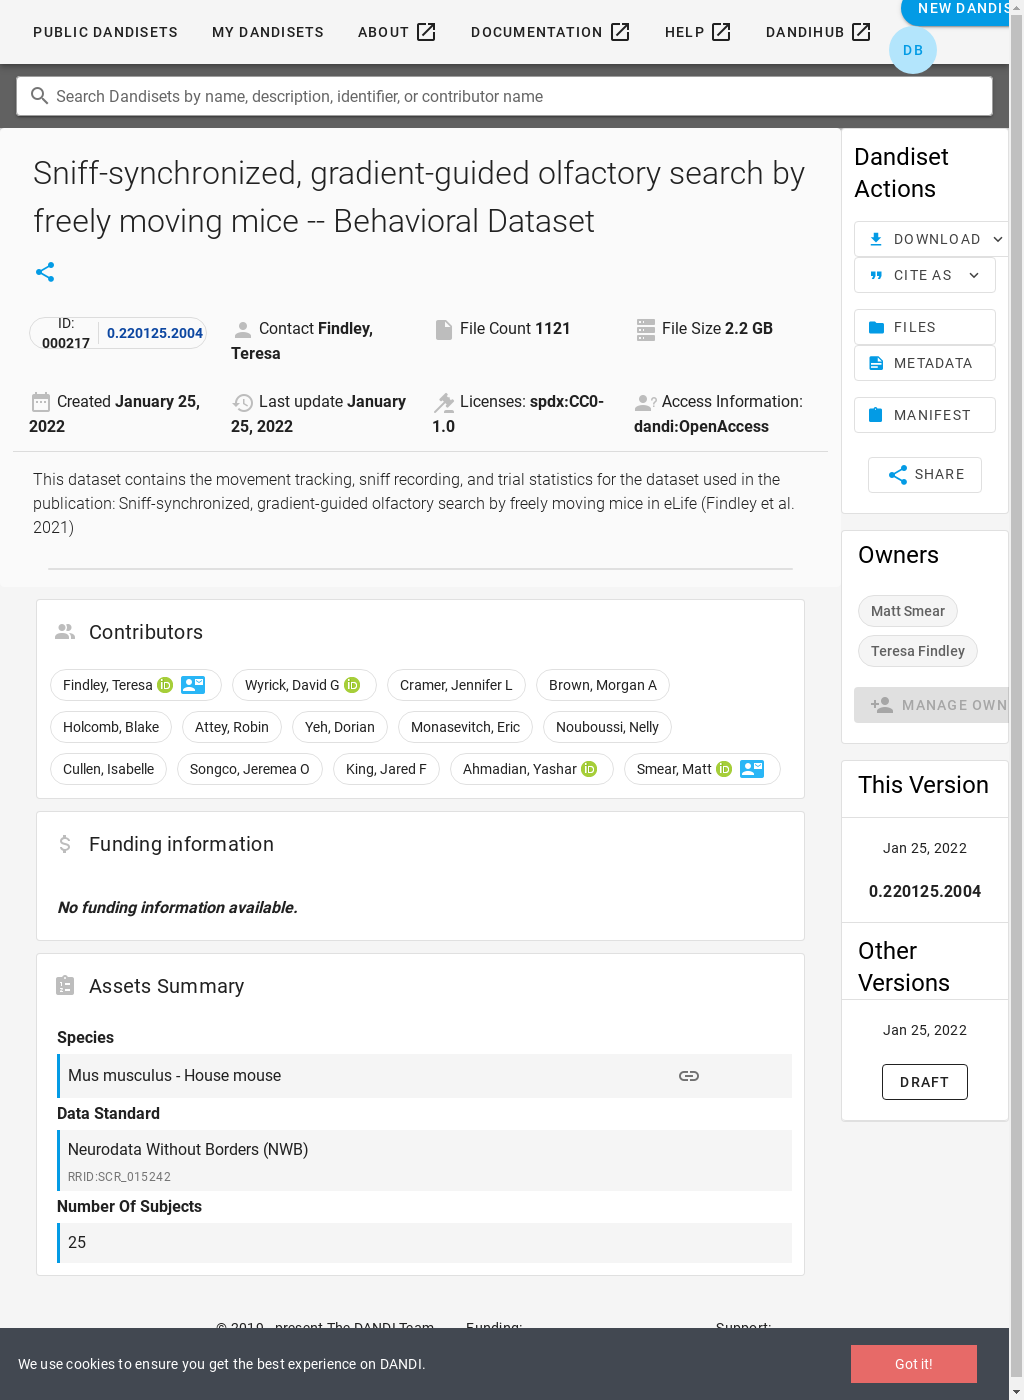 PUBLIC DANDISETS MY DANDISETS ABOUT DOCUMENTATION HELP DANDIHUB NEW DANDIS
DB
Search Dandisets by name, description, identifier, or contributor name
Sniff-synchronized, gradient-guided olfactory search by
freely moving mice -- Behavioral Dataset
ID:
000217
0.220125.2004
Contact Findley,
Teresa
File Count 1121
File Size 2.2 GB
Created January 25,
2022
Last update January
25, 2022
Licenses: spdx:CC0-
1.0
Access Information:
dandi:OpenAccess
This dataset contains the movement tracking, sniff recording, and trial statistics for the dataset used in the
publication: Sniff-synchronized, gradient-guided olfactory search by freely moving mice in eLife (Findley et al.
2021)
Contributors
Findley, Teresa Wyrick, David G Cramer, Jennifer L Brown, Morgan A
Holcomb, Blake Attey, Robin Yeh, Dorian Monasevitch, Eric Nouboussi, Nelly
Cullen, Isabelle Songco, Jeremea O King, Jared F Ahmadian, Yashar Smear, Matt
Funding information
No funding information available.
Assets Summary
Species
Mus musculus - House mouse
Data Standard
Neurodata Without Borders (NWB)
RRID:SCR_015242
Number Of Subjects
25
Dandiset
Actions
DOWNLOAD
CITE AS
FILES
METADATA
MANIFEST
SHARE
Owners
Matt Smear
Teresa Findley
MANAGE OWN
This Version
Jan 25, 2022
0.220125.2004
Other
Versions
Jan 25, 2022
DRAFT
© 2019 - present The DANDI Team Funding: Support:
We use cookies to ensure you get the best experience on DANDI.
Got it!